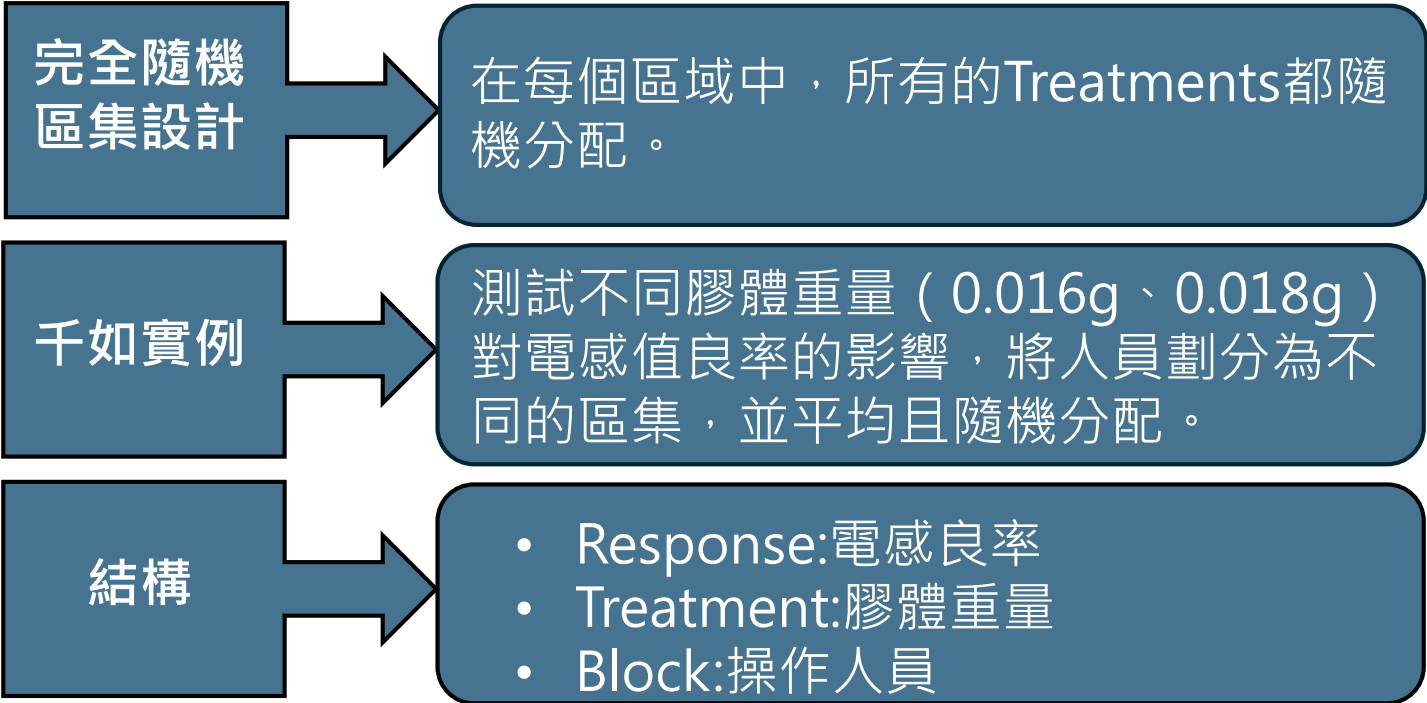 完全隨機
區集設計
在每個區域中，所有的Treatments都隨
機分配。
千如實例
測試不同膠體重量（0.016g、0.018g）
對電感值良率的影響，將人員劃分為不
同的區集，並平均且隨機分配。
結構
• Response:電感良率
• Treatment:膠體重量
• Block:操作人員